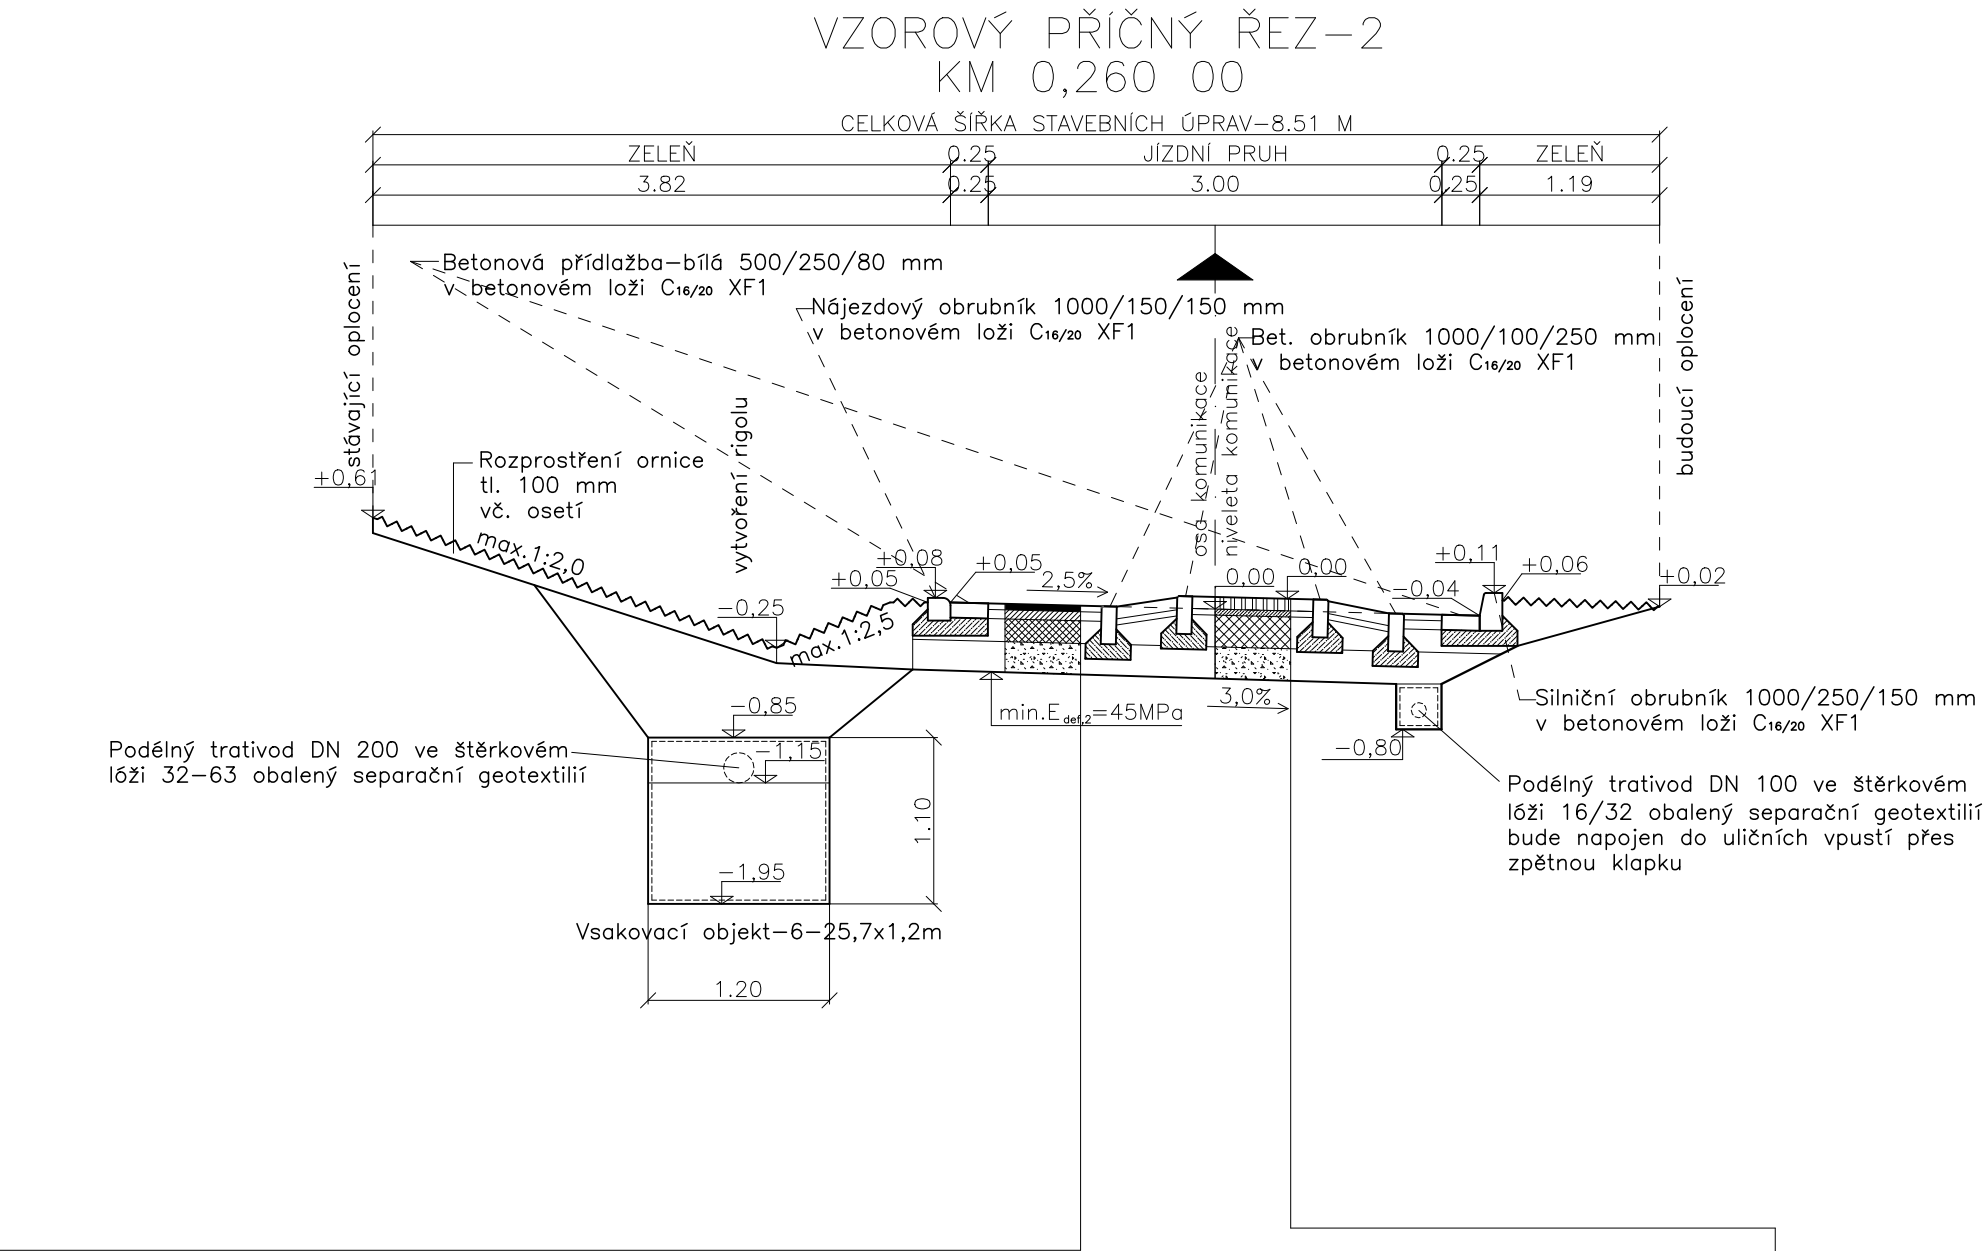 VZOROVÝ PŘÍČNÝ ŘEZ-2
KM 0,260 00
CELKOVÁ ŠÍŘKA STAVEBNÍCH ÚPRAV-8.51 M
ZELEŇ
0.25
JÍZDNÍ PRUH
0.25
ZELEŇ
3.82
0.25
3.00
0.25
1.19
Betonová přídlažba-bílá 500/250/80 mm
v betonovém loži C16/20 XF1
Nájezdový obrubník 1000/150/150 mm
v betonovém loži C16/20 XF1
Bet. obrubník 1000/100/250 mm
v betonovém loži C16/20 XF1
stávající oplocení
budoucí oplocení
vytvoření rigolu
osa komunikace
niveleta komunikace
Rozprostření ornice
tl. 100 mm
vč. osetí
+0,61
max.1:2,0
-0,25
max.1:2,5
+0,08
+0,05
+0,05
2,5%
0,00
0,00
+0,11
-0,04
+0,06
+0,02
min.Edef,2=45MPa
3,0%
Silniční obrubník 1000/250/150 mm
v betonovém loži C16/20 XF1
-0,85
-1,15
-0,80
Podélný trativod DN 200 ve štěrkovém
lóži 32-63 obalený separační geotextilií
Podélný trativod DN 100 ve štěrkovém
lóži 16/32 obalený separační geotextilií
bude napojen do uličních vpustí přes
zpětnou klapku
1.10
-1,95
Vsakovací objekt-6-25,7x1,2m
1.20